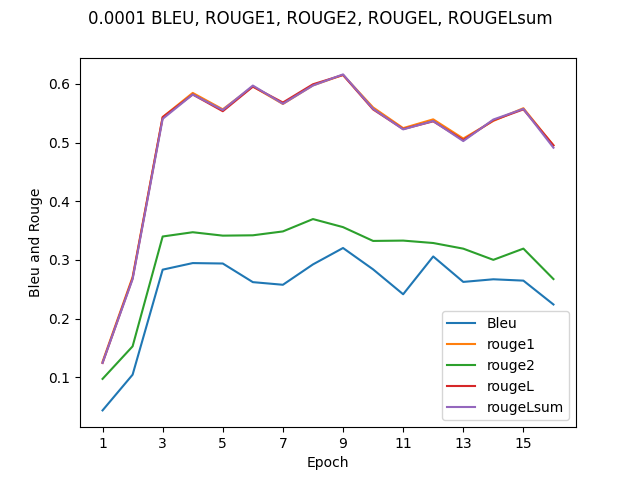 0.0001 BLEU, ROUGE1, ROUGE2, ROUGEL, ROUGELsum
0.6
0.5
0.4
0.3
0.2
0.1
Bleu and Rouge
Bleu
rouge1
rouge2
rougeL
rougeLsum
1 3 5 7 9 11 13 15
Epoch